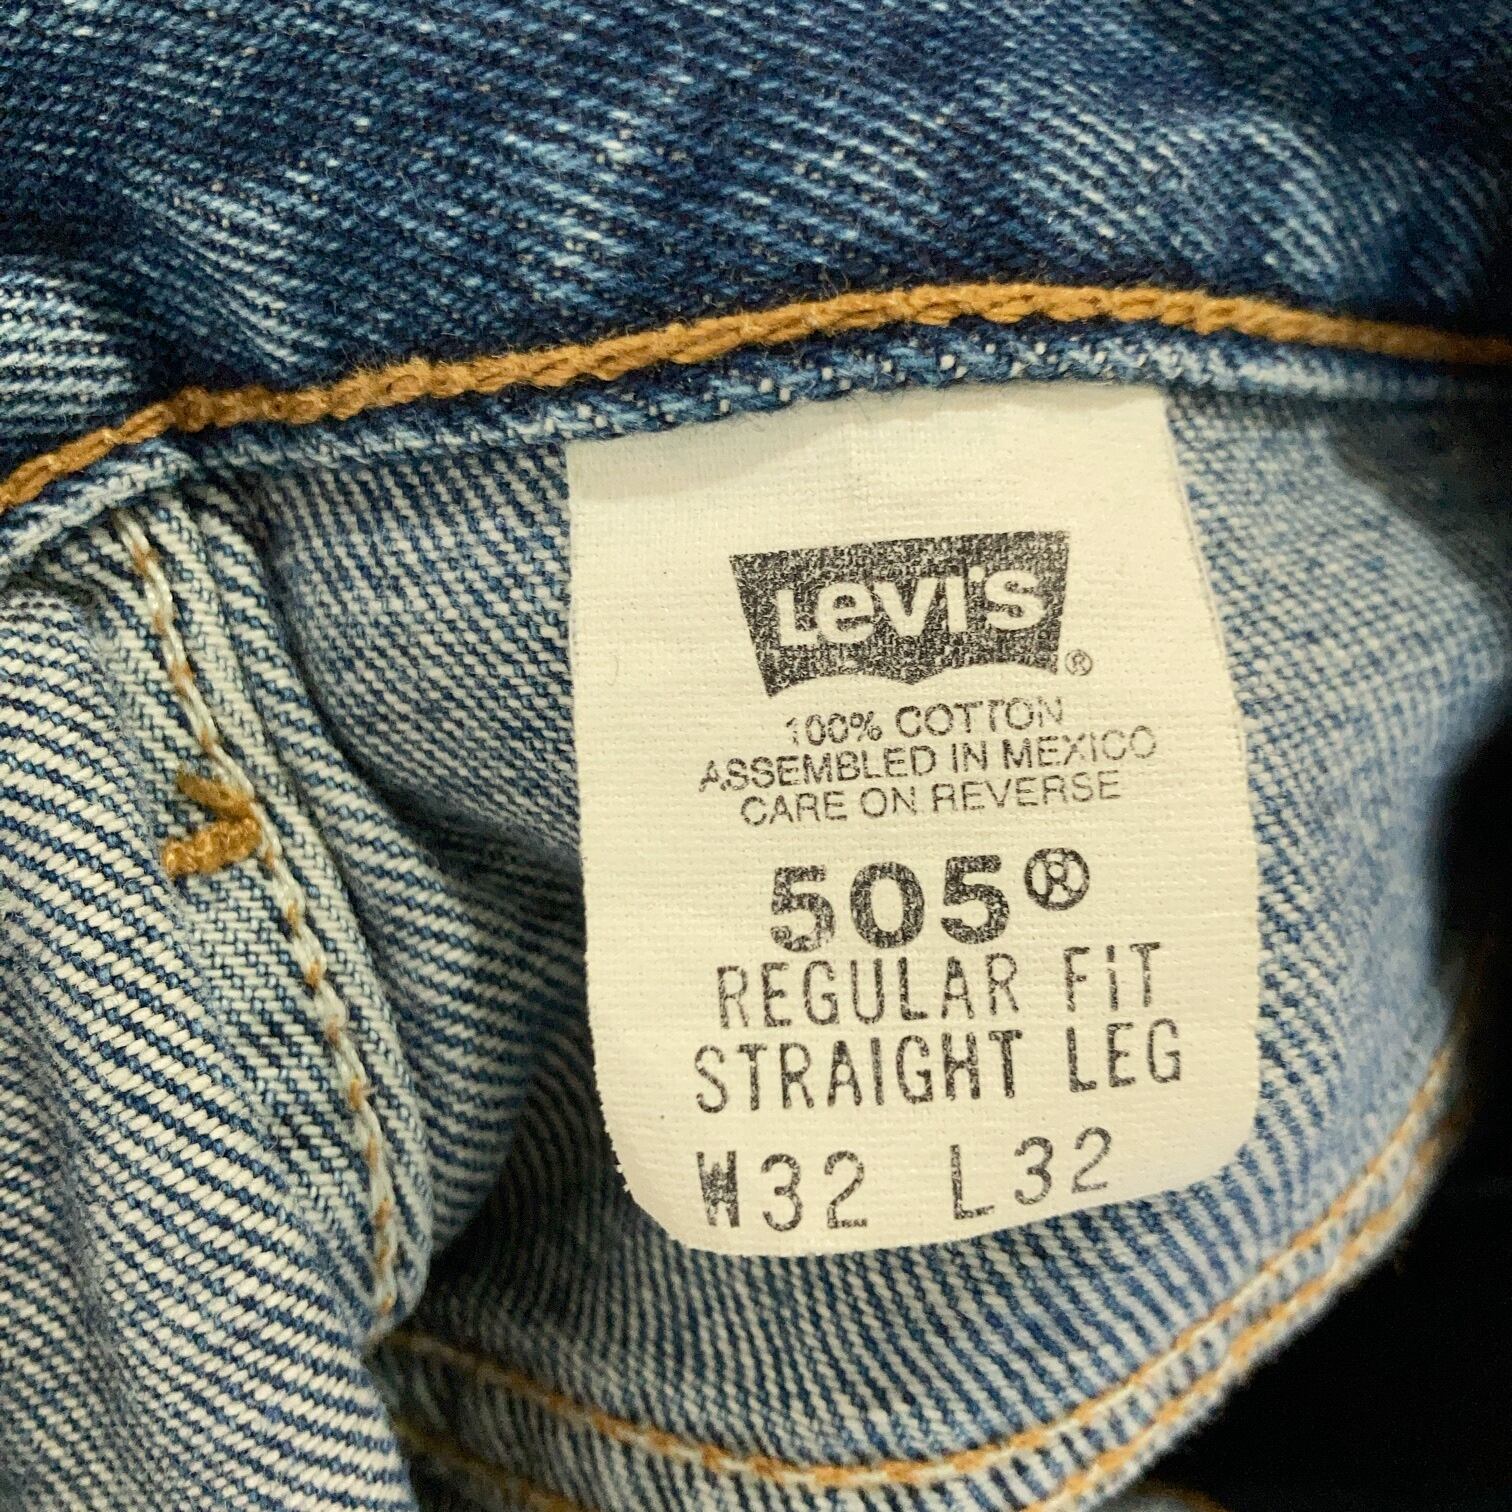 Levi's®
100% COTTON
ASSEMBLED IN MEXICO
CARE ON REVERSE
505®
REGULAR FiT
STRAIGHT LEG
W32 L32